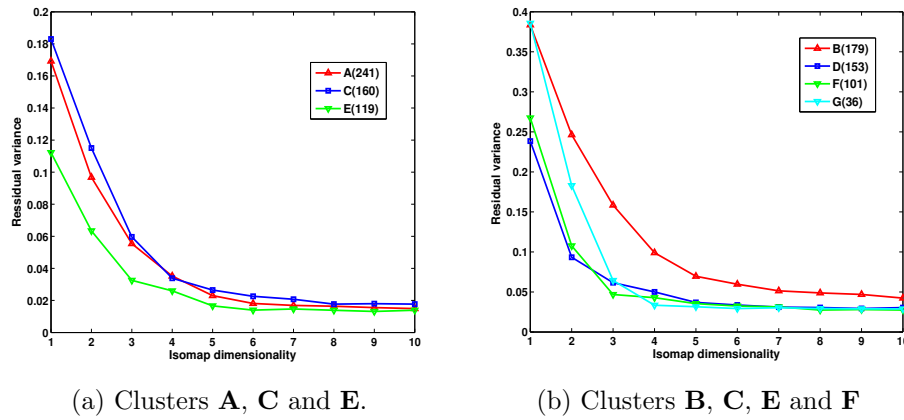 0.2
0.18
0.16
0.14
0.12
0.1
0.08
0.06
0.04
0.02
0
Ressidual variance
A(241)
C(160)
E(119)
1 2 3 4 5 6 7 8 9 10
Isomap dimensionality
(a) Clusters A, C and E.
0.4
0.35
0.3
0.25
0.2
0.15
0.1
0.05
0
Residual variance
B(179)
D(153)
F(101)
G(36)
1 2 3 4 5 6 7 8 9 10
Isomap dimensionality
(b) Clusters B, C, E and F